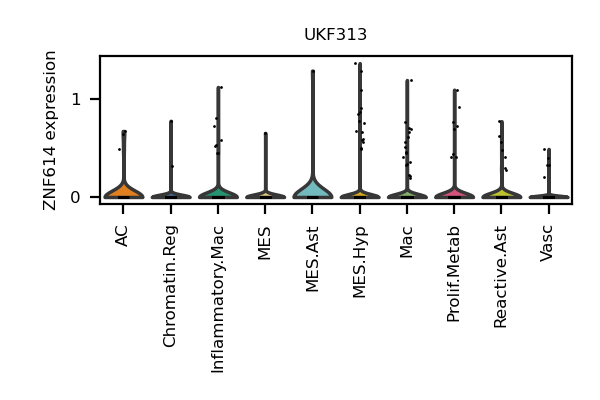 UKF313
ZNF614 expression
1
0
AC
Chromatin.Reg
Inflammatory.Mac
MES
MES.Ast
MES.Hyp
Mac
Prolif.Metab
Reactive.Ast
Vasc